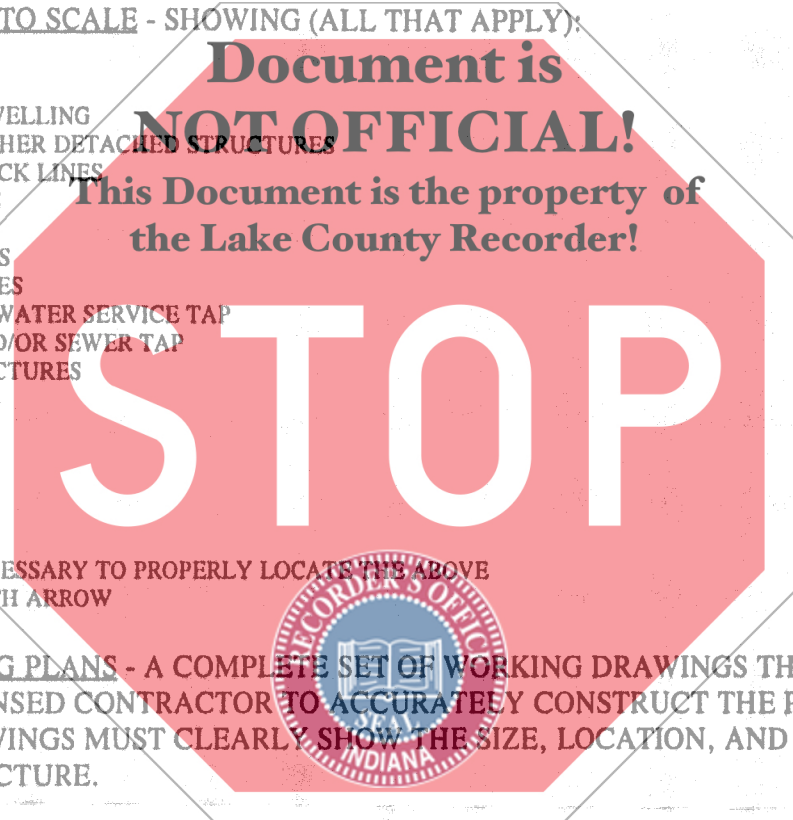 TO SCALE - SHOWING (ALL THAT APPLY):
Document is
NOT OFFICIAL!
This Document is the property of
the Lake County Recorder!
VELLING
HER DETACHED STRUCTURES
CK LINES
S
ES
WATER SERVICE TAP
D/OR SEWER TAP
CTURES
STOP
ESSARY TO PROPERLY LOCATE THE ABOVE
H ARROW
RECORDER'S OFFICE
SEAL
INDIANA
G PLANS - A COMPLETE SET OF WORKING DRAWINGS TH
NSED CONTRACTOR TO ACCURATELY CONSTRUCT THE P
WINGS MUST CLEARLY SHOW THE SIZE, LOCATION, AND
CTURE.